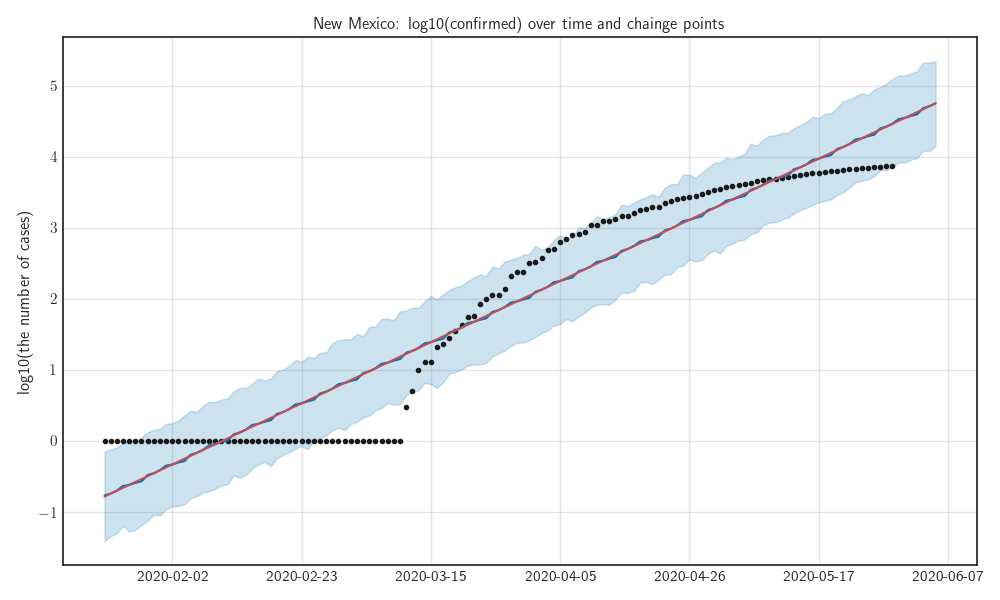 New Mexico: log10(confirmed) over time and chainge points
log10(the number of cases)
5
4
3
2
1
0
−1
2020-02-02 2020-02-23 2020-03-15 2020-04-05 2020-04-26 2020-05-17 2020-06-07